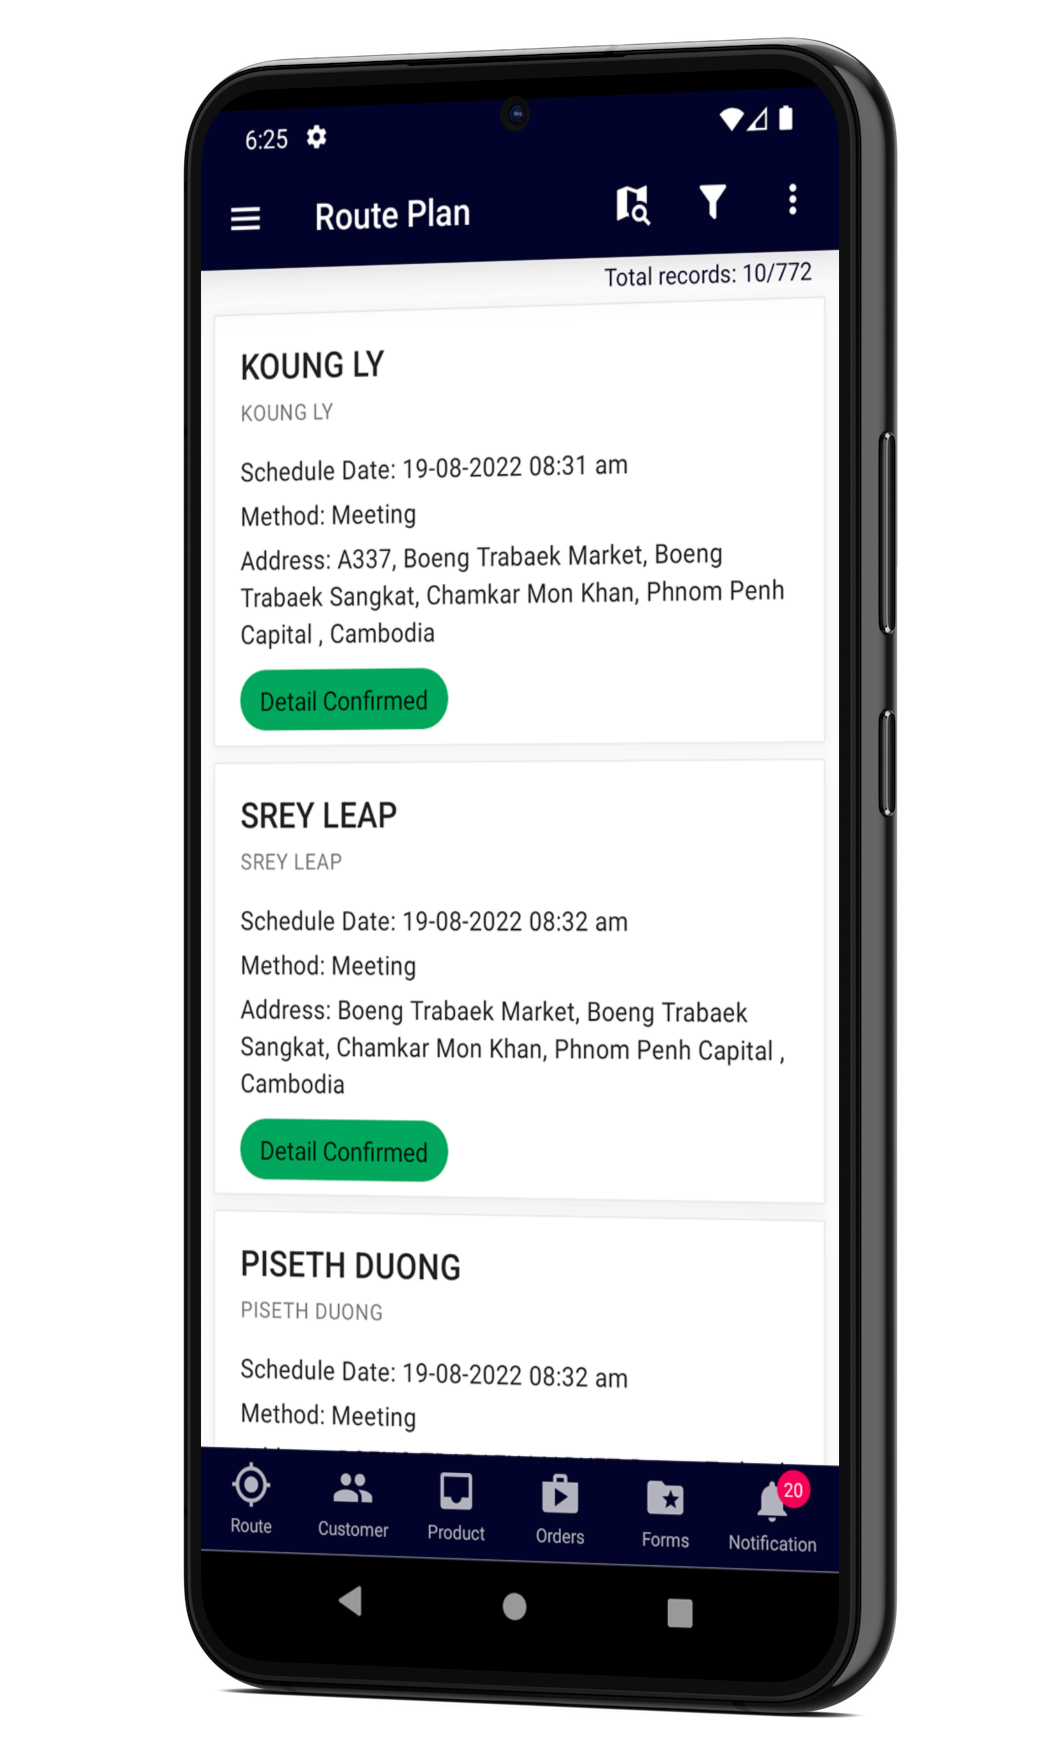 6:25
Route Plan
Total records: 10/772
KOUNG LY
KOUNG LY
Schedule Date: 19-08-2022 08:31 am
Method: Meeting
Address: A337, Boeng Trabaek Market, Boeng
Trabaek Sangkat, Chamkar Mon Khan, Phnom Penh
Capital , Cambodia
Detail Confirmed
SREY LEAP
SREY LEAP
Schedule Date: 19-08-2022 08:32 am
Method: Meeting
Address: Boeng Trabaek Market, Boeng Trabaek
Sangkat, Chamkar Mon Khan, Phnom Penh Capital ,
Cambodia
Detail Confirmed
PISETH DUONG
PISETH DUONG
Schedule Date: 19-08-2022 08:32 am
Method: Meeting
20
Route Customer Product Orders Forms Notification